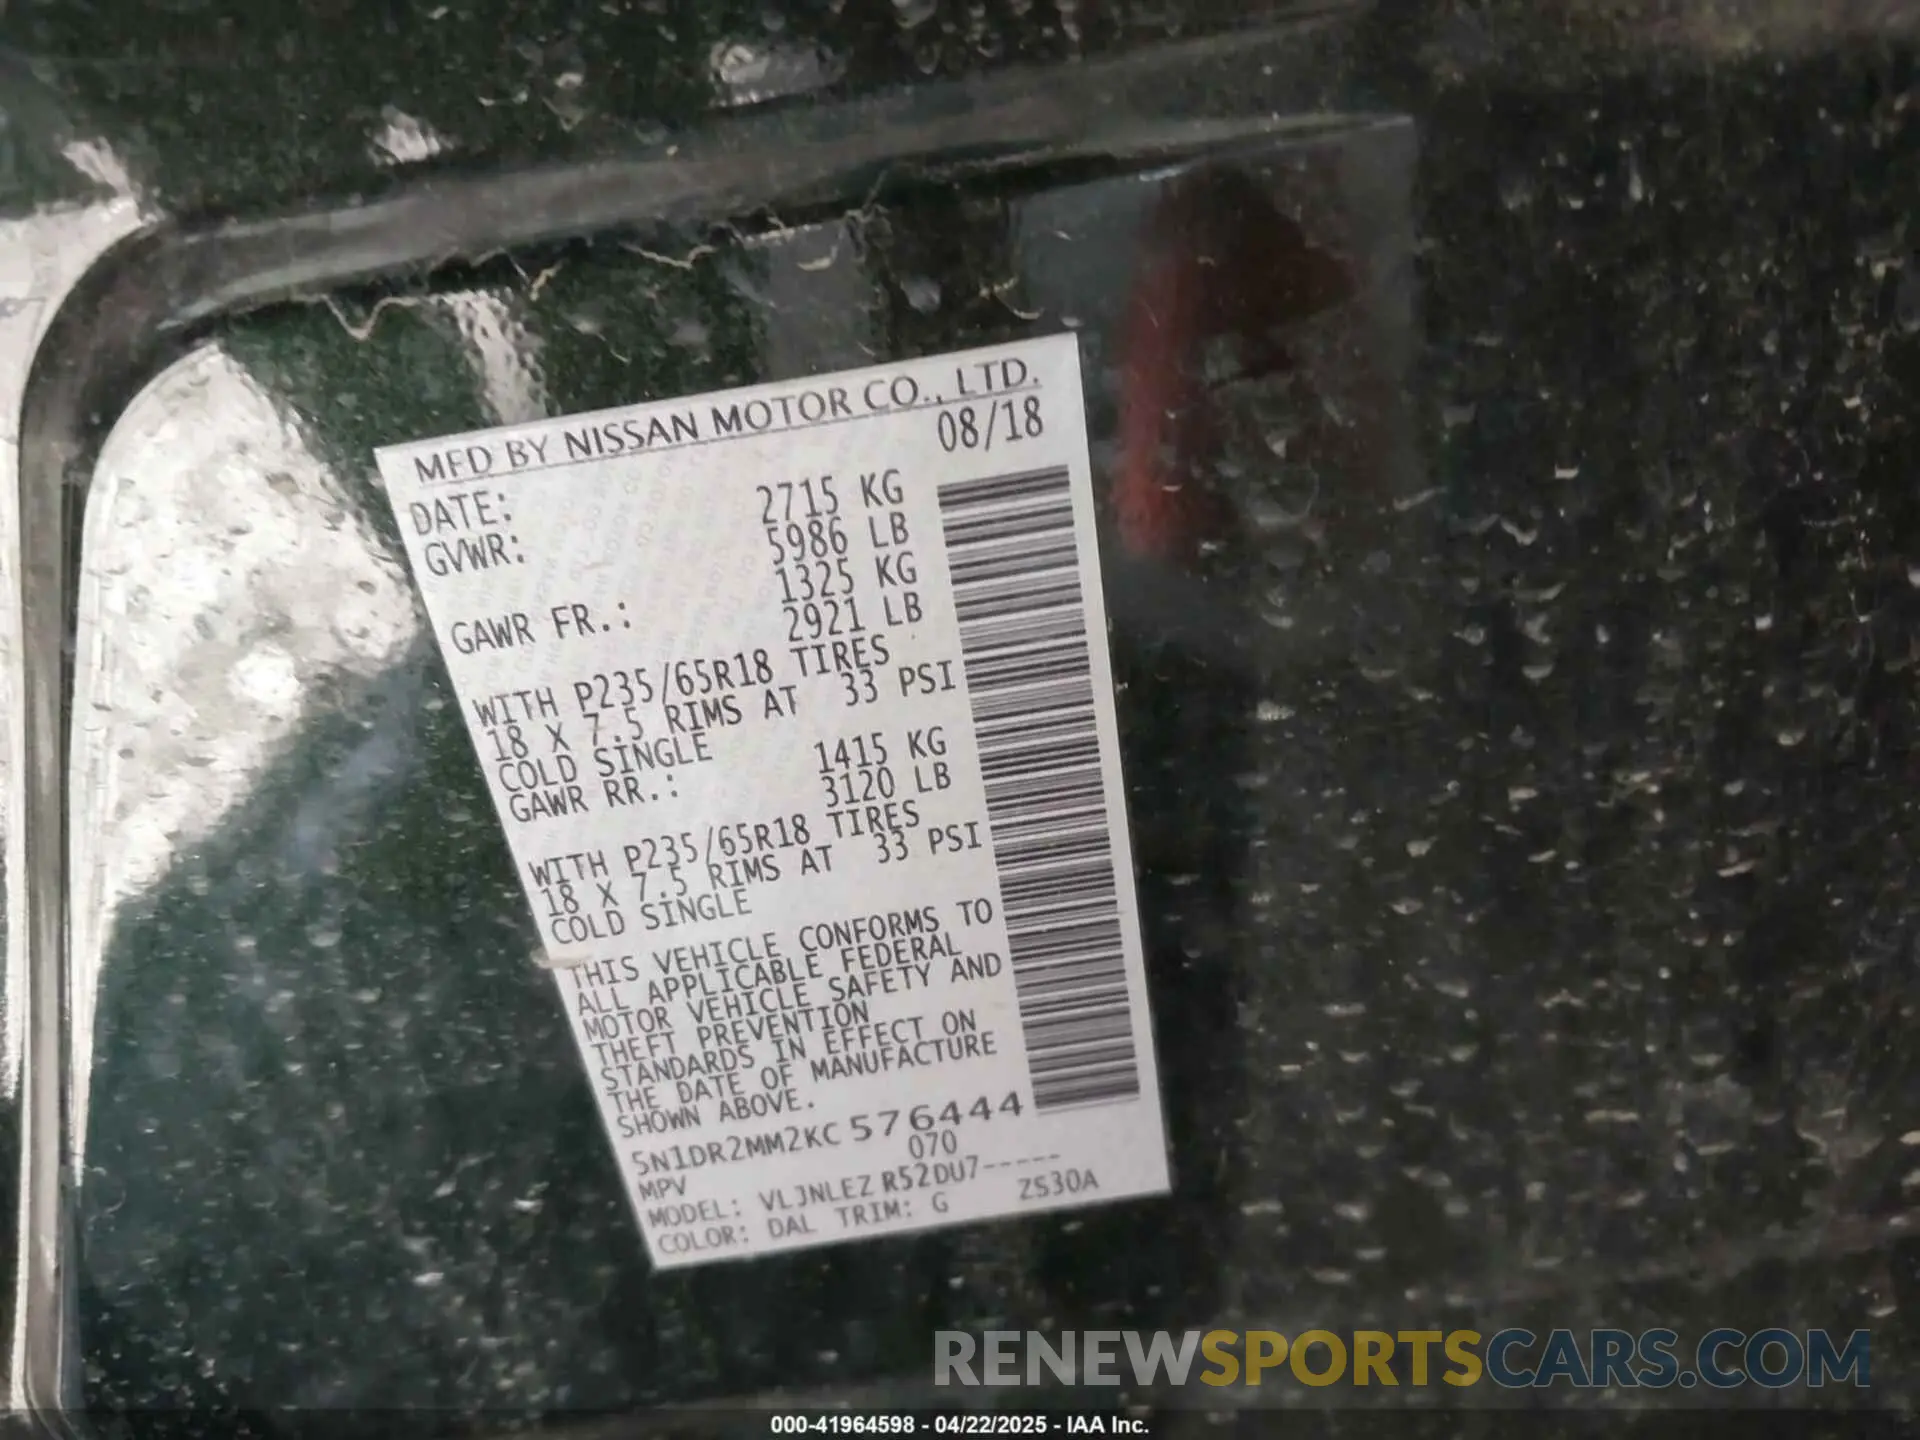 MFD BY NISSAN MOTOR CO., LTD.
DATE: 08/18
GVWR: 2715 KG
5986 LB
GAWR FR.: 1325 KG
2921 LB
WITH P235/65R18 TIRES
18 X 7.5 RIMS AT 33 PSI
COLD SINGLE
GAWR RR.: 1415 KG
3120 LB
WITH P235/65R18 TIRES
18 X 7.5 RIMS AT 33 PSI
COLD SINGLE
THIS VEHICLE CONFORMS TO
ALL APPLICABLE FEDERAL
MOTOR VEHICLE SAFETY AND
THEFT PREVENTION
STANDARDS IN EFFECT ON
THE DATE OF MANUFACTURE
SHOWN ABOVE.
5N1DR2MM2KC576444
MPV 070
MODEL: VLJNLEZ R52DU7-----
COLOR: DAL TRIM: G ZS30A
RENEWSPORTSCARS.COM
000-41964598 - 04/22/2025 - IAA Inc.